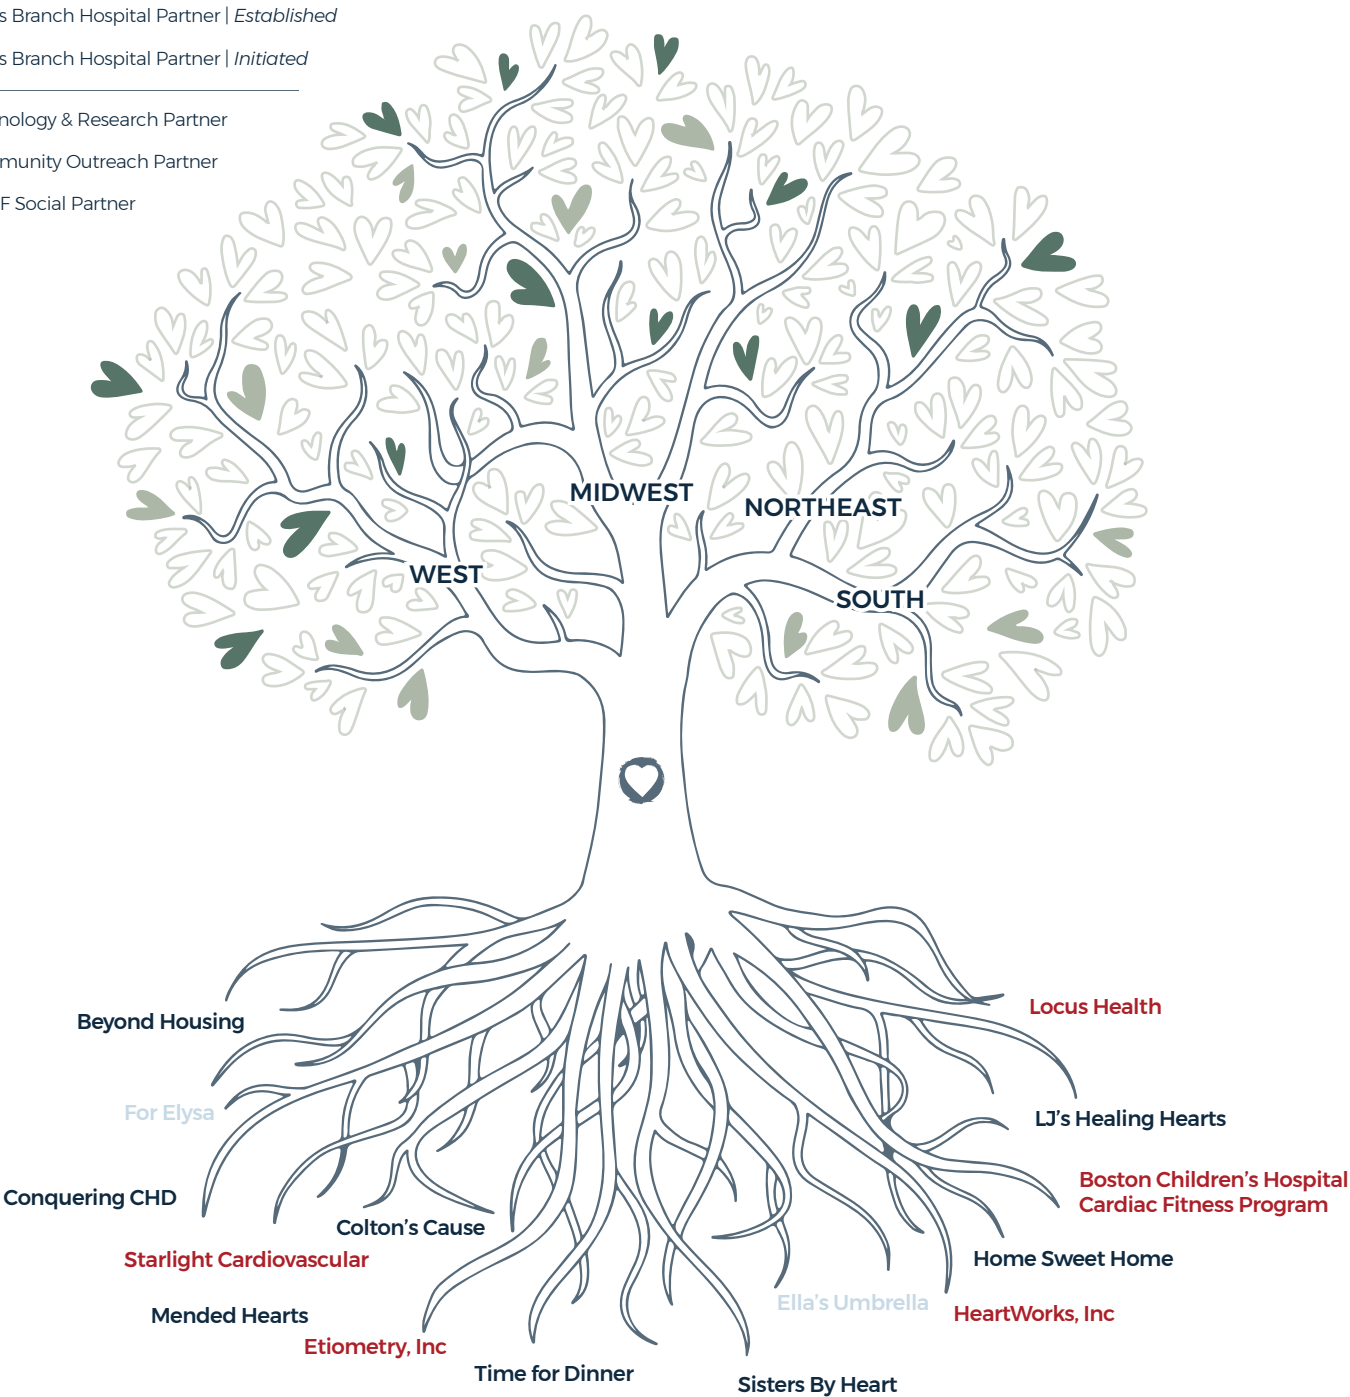 s Branch Hospital Partner | Established
s Branch Hospital Partner | Initiated
nology & Research Partner
munity Outreach Partner
F Social Partner
MIDWEST
NORTHEAST
WEST
SOUTH
Locus Health
Beyond Housing
For Elysa
LJ’s Healing Hearts
Boston Children’s Hospital
Cardiac Fitness Program
Conquering CHD
Colton’s Cause
Starlight Cardiovascular
Home Sweet Home
Ella’s Umbrella
HeartWorks, Inc
Mended Hearts
Etiometry, Inc
Time for Dinner
Sisters By Heart